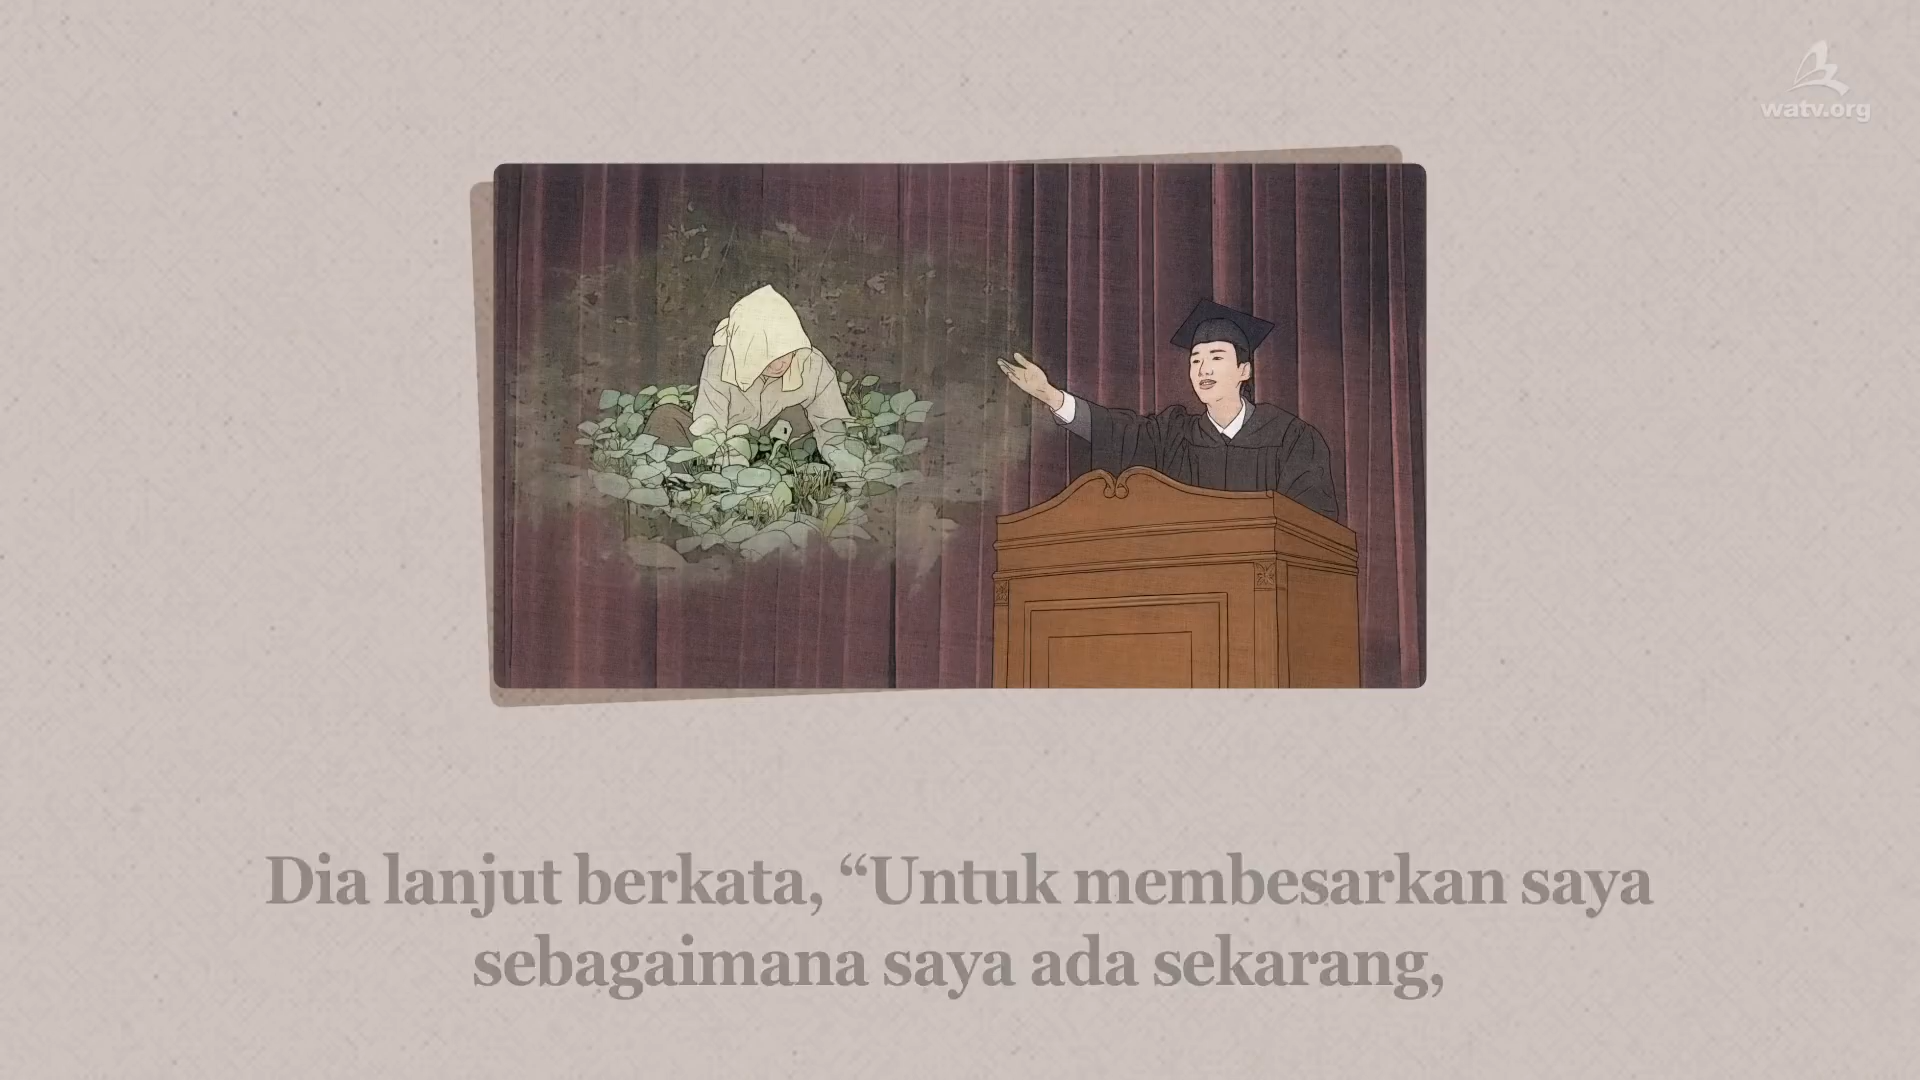 watv.org
Dia lanjut berkata, “Untuk membesarkan saya
sebagaimana saya ada sekarang,